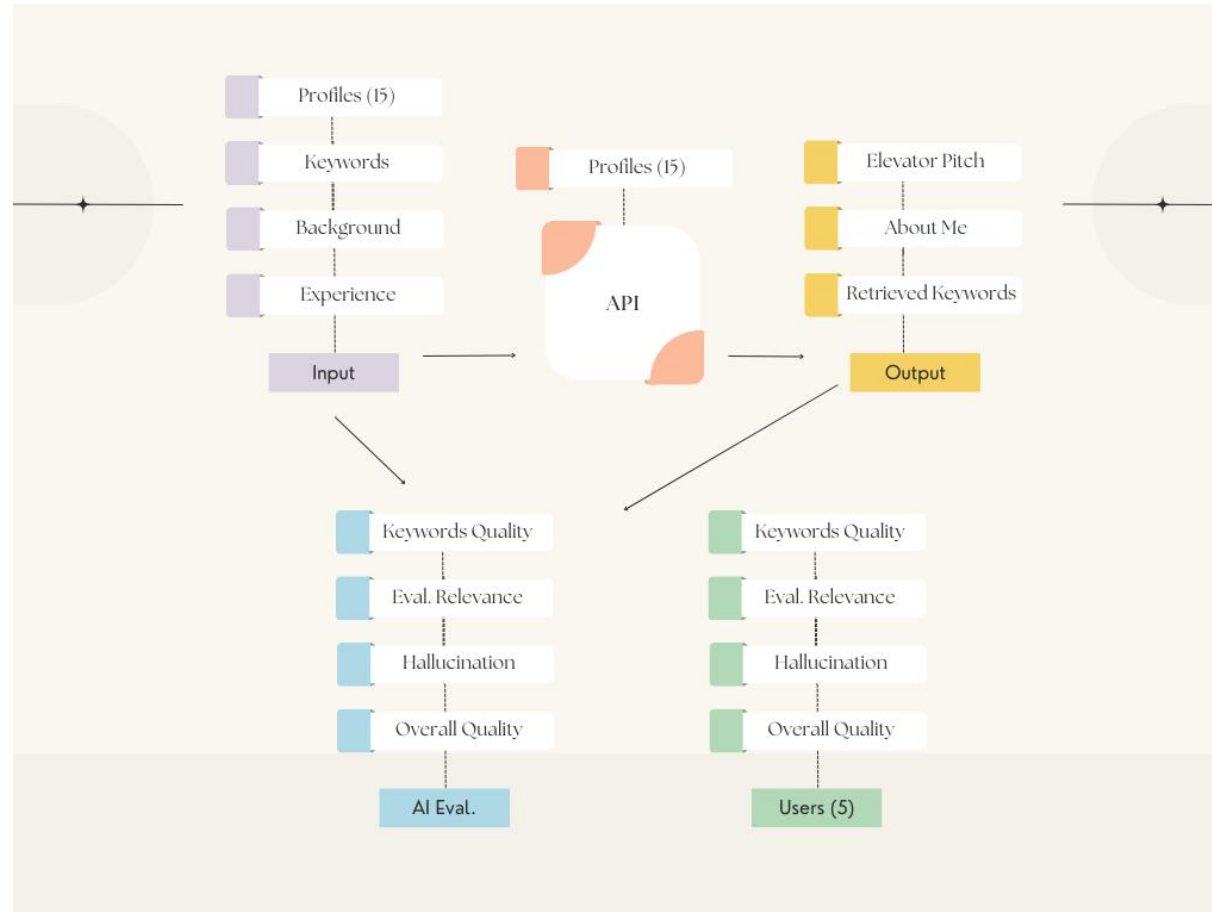 Profiles (15)
Keywords
Background
Experience
Input
Profiles (15)
API
Elevator Pitch
About Me
Retrieved Keywords
Output
Keywords Quality
Eval. Relevance
Hallucination
Overall Quality
AI Eval.
Keywords Quality
Eval. Relevance
Hallucination
Overall Quality
Users (5)